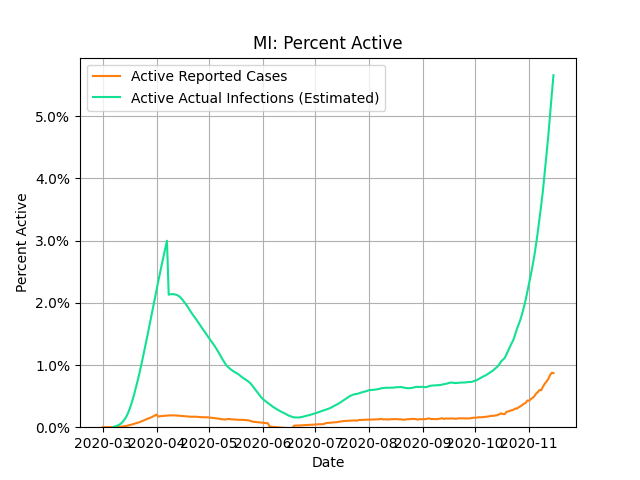 MI: Percent Active
Active Reported Cases
Active Actual Infections (Estimated)
Percent Active
5.0%
4.0%
3.0%
2.0%
1.0%
0.0%
2020-03 2020-04 2020-05 2020-06 2020-07 2020-08 2020-09 2020-10 2020-11
Date